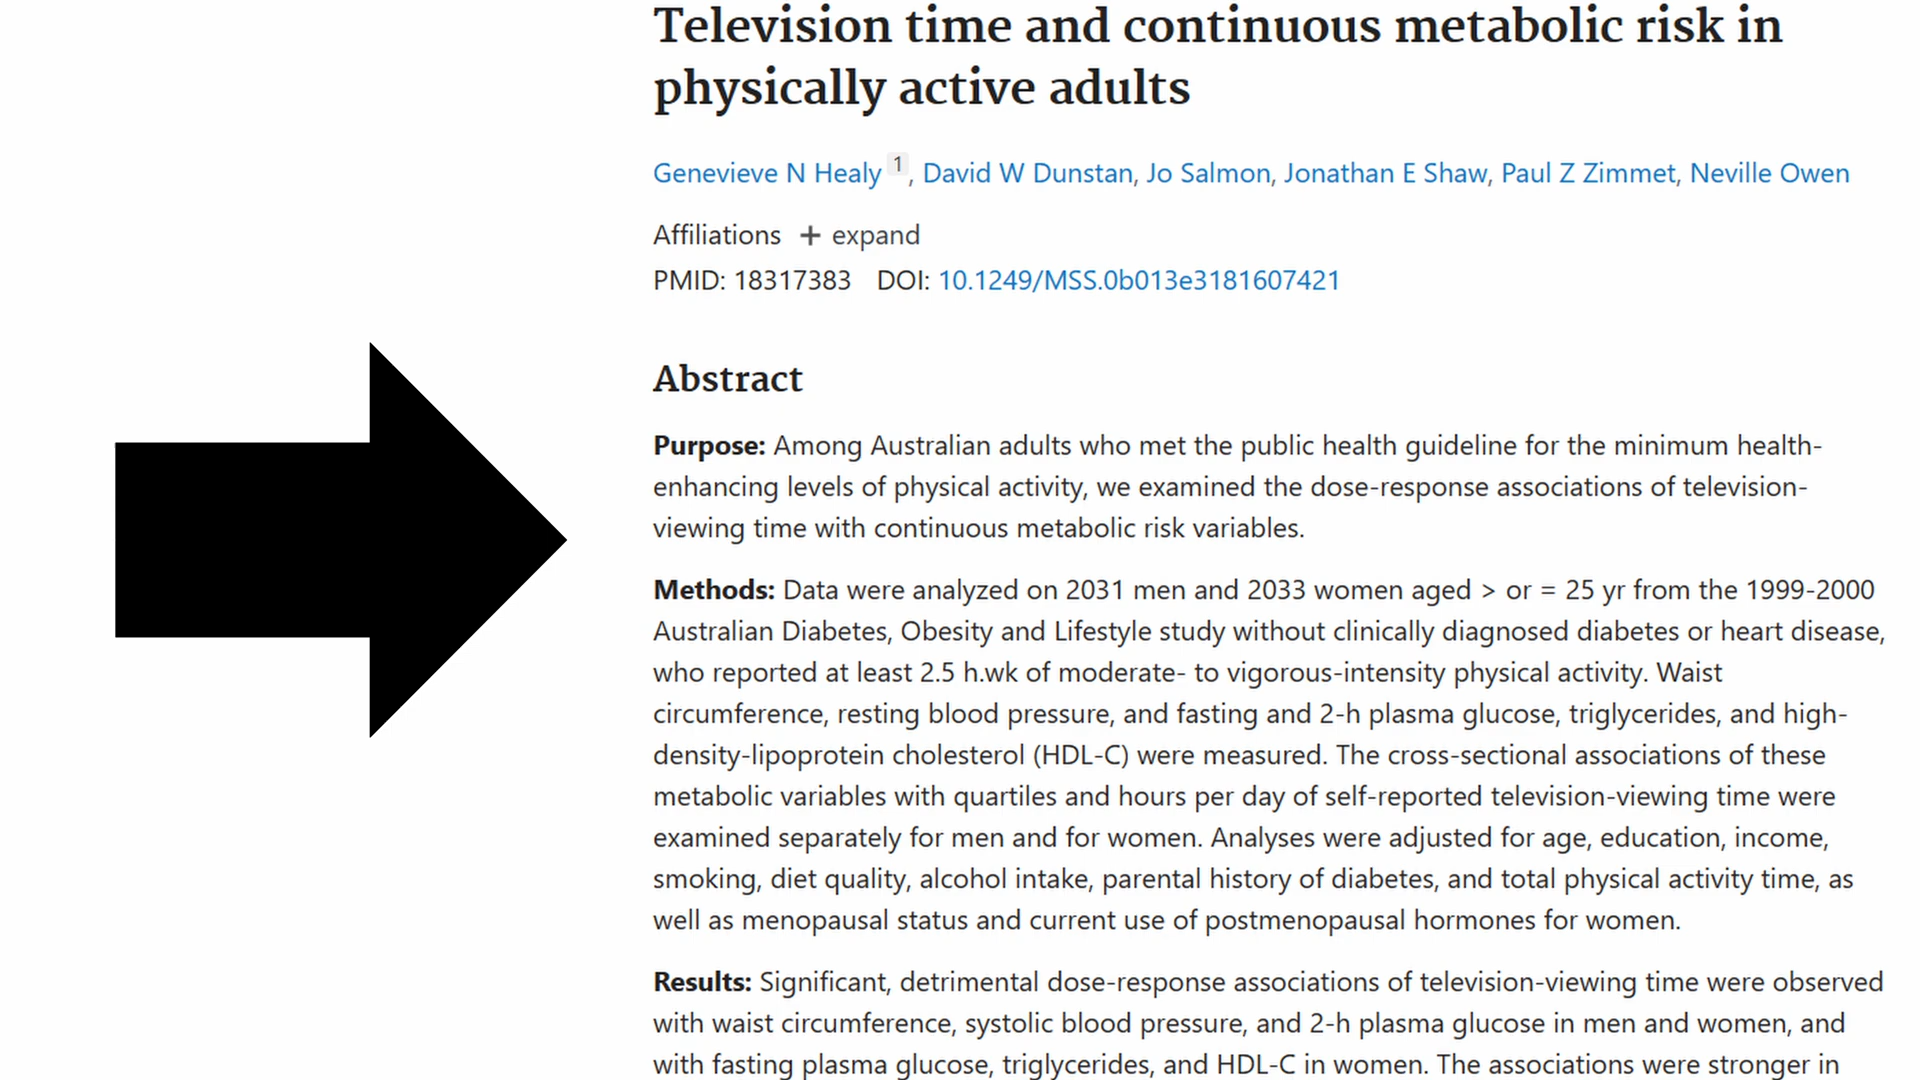 Television time and continuous metabolic risk in
physically active adults
Genevieve N Healy 1, David W Dunstan, Jo Salmon, Jonathan E Shaw, Paul Z Zimmet, Neville Owen
Affiliations + expand
PMID: 18317383 DOI: 10.1249/MSS.0b013e3181607421
Abstract
Purpose: Among Australian adults who met the public health guideline for the minimum health-
enhancing levels of physical activity, we examined the dose-response associations of television-
viewing time with continuous metabolic risk variables.
Methods: Data were analyzed on 2031 men and 2033 women aged > or = 25 yr from the 1999-2000
Australian Diabetes, Obesity and Lifestyle study without clinically diagnosed diabetes or heart disease,
who reported at least 2.5 h.wk of moderate- to vigorous-intensity physical activity. Waist
circumference, resting blood pressure, and fasting and 2-h plasma glucose, triglycerides, and high-
density-lipoprotein cholesterol (HDL-C) were measured. The cross-sectional associations of these
metabolic variables with quartiles and hours per day of self-reported television-viewing time were
examined separately for men and for women. Analyses were adjusted for age, education, income,
smoking, diet quality, alcohol intake, parental history of diabetes, and total physical activity time, as
well as menopausal status and current use of postmenopausal hormones for women.
Results: Significant, detrimental dose-response associations of television-viewing time were observed
with waist circumference, systolic blood pressure, and 2-h plasma glucose in men and women, and
with fasting plasma glucose, triglycerides, and HDL-C in women. The associations were stronger in